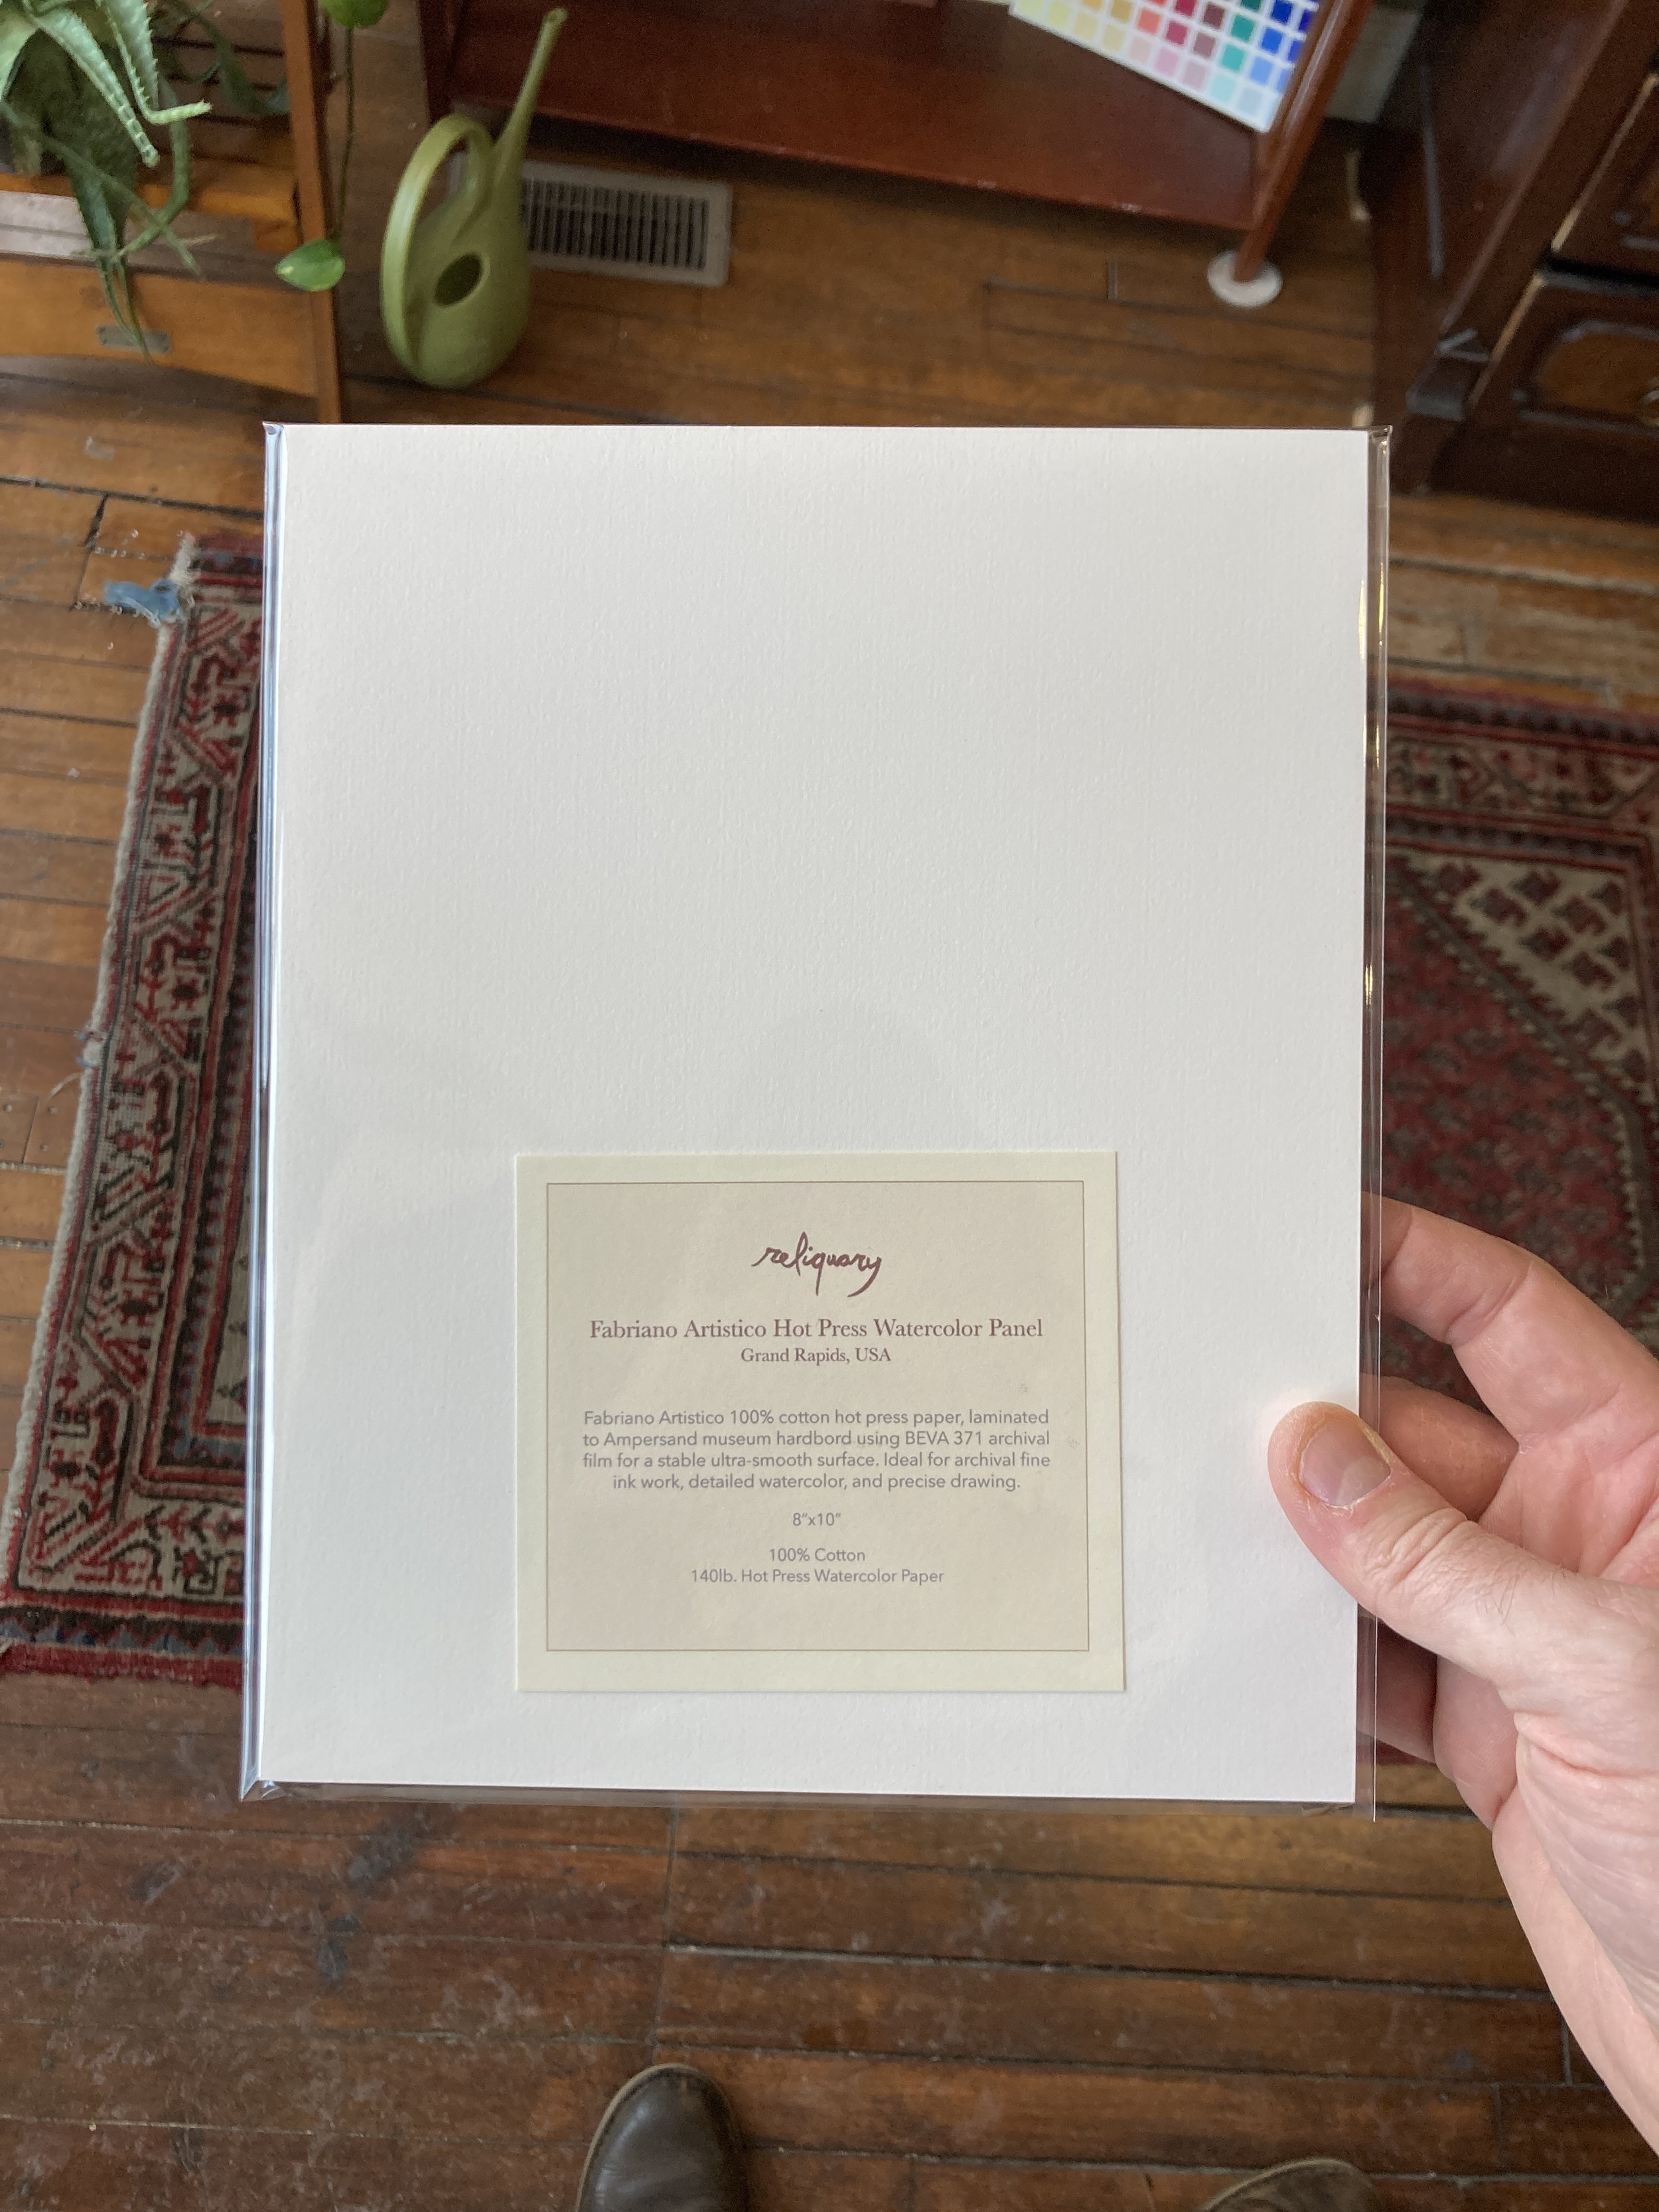 reliquary
Fabriano Artistico Hot Press Watercolor Panel
Grand Rapids, USA
Fabriano Artistico 100% cotton hot press paper, laminated
to Ampersand museum hardbord using BEVA 371 archival
film for a stable ultra-smooth surface. Ideal for archival fine
ink work, detailed watercolor, and precise drawing.
8”x10”
100% Cotton
140lb. Hot Press Watercolor Paper